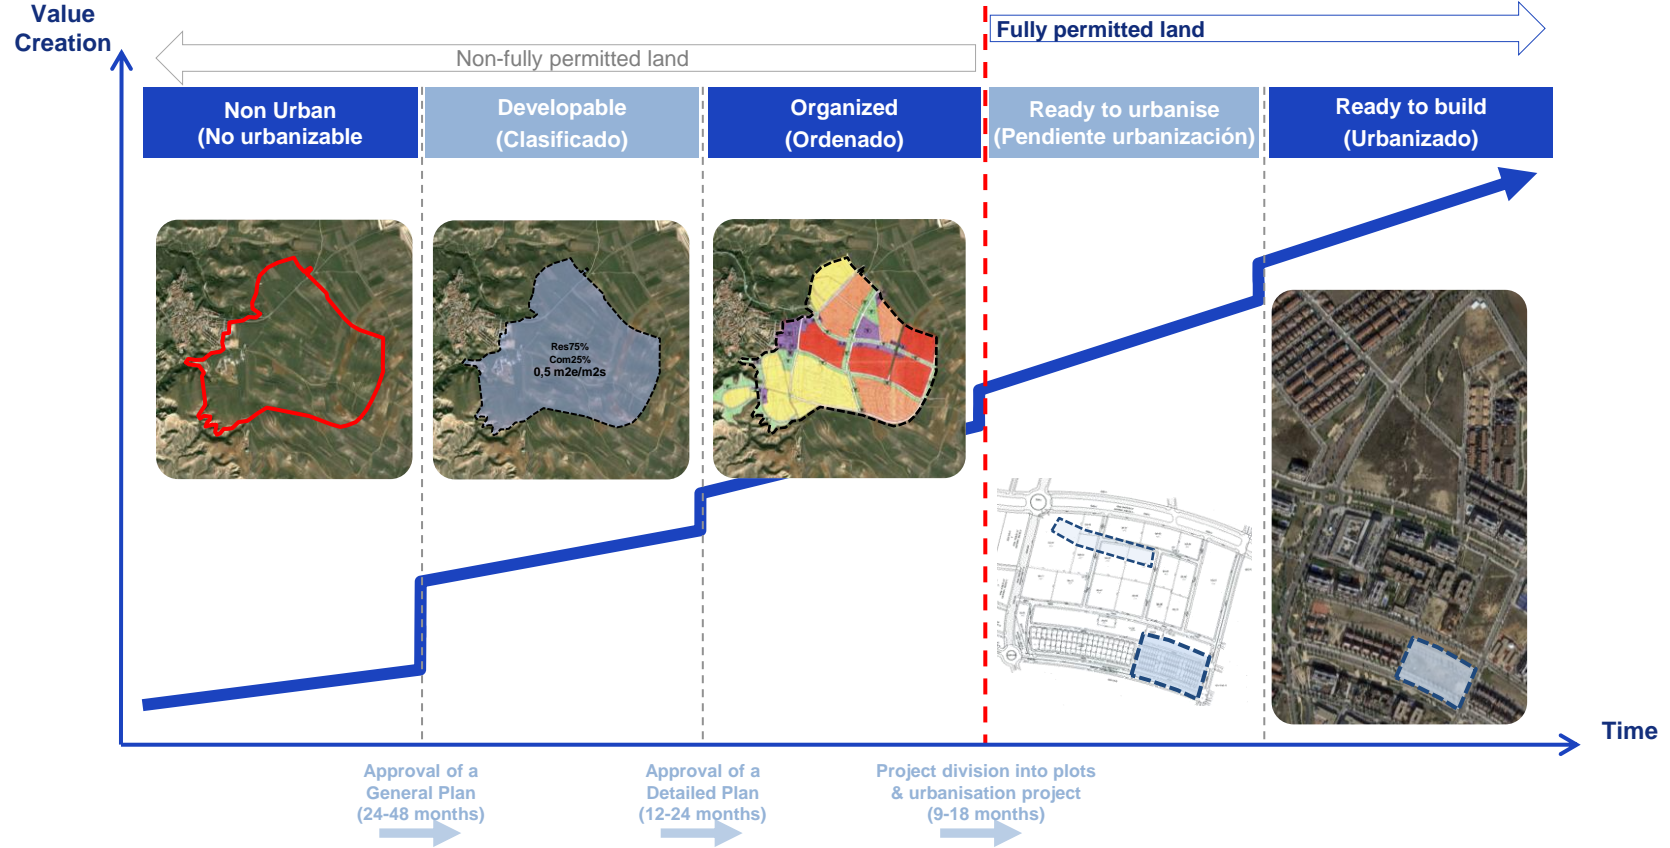 Value
Creation
Fully permitted land
Non-fully permitted land
Non Urban
(No urbanizable
Developable
(Clasificado)
Organized
(Ordenado)
Ready to urbanise
(Pendiente urbanización)
Ready to build
(Urbanizado)
Res75%
Com25%
0,5 m2e/m2s
Time
Approval of a
General Plan
(24-48 months)
Approval of a
Detailed Plan
(12-24 months)
Project division into plots
& urbanisation project
(9-18 months)